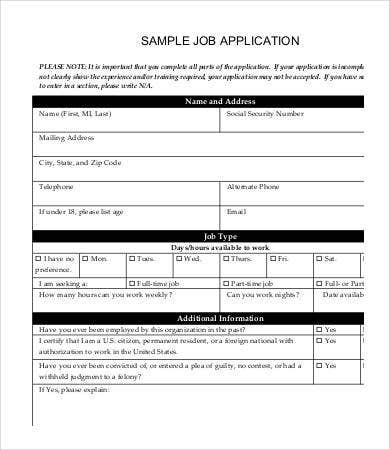 SAMPLE JOB APPLICATION
PLEASE NOTE: It is important that you complete all parts of the application. If your application is incompl
not clearly show the experience and/or training required, your application may not be accepted. If you have n
to enter in a section, please write N/A.
Name and Address
Name (First, MI, Last) Social Security Number
Mailing Address
City, State, and Zip Code
Telephone Alternate Phone
If under 18, please list age Email
Job Type
Days/hours available to work
☐ I have no ☐ Mon. ☐ Tues. ☐ Wed. ☐ Thurs. ☐ Fri. ☐ Sat.
preference.
I am seeking a: ☐ Full-time job ☐ Part-time job ☐ Full- or Part
How many hours can you work weekly? Can you work nights? Date availab
Additional Information
Have you ever been employed by this organization in the past? ☐ Yes
I certify that I am a U.S. citizen, permanent resident, or a foreign national with ☐ Yes
authorization to work in the United States.
Have you ever been convicted of, or entered a plea of guilty, no contest, or had a ☐ Yes
withheld judgment to a felony?
If Yes, please explain: